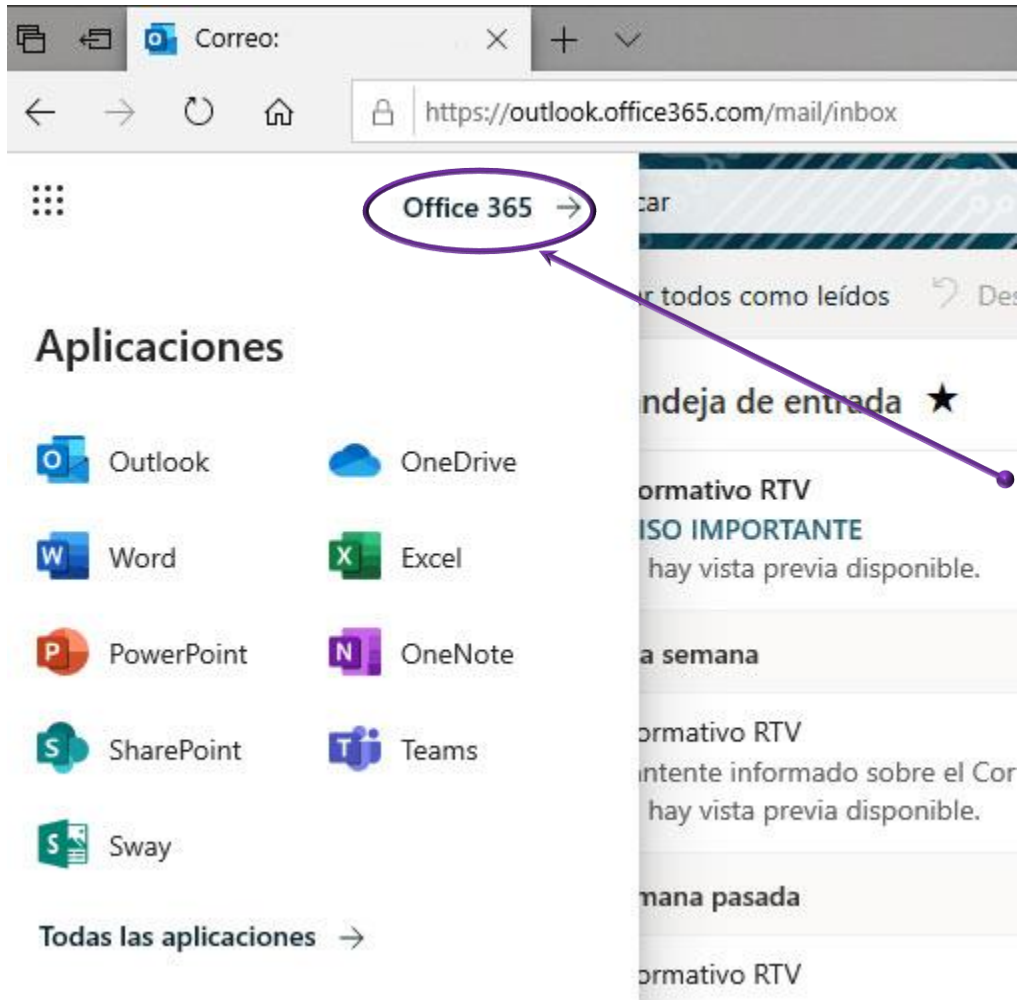 Correo:
https://outlook.office365.com/mail/inbox
Office 365 →
car
r todos como leídos
Des
Aplicaciones
ndeja de entrada ★
Outlook
OneDrive
ormativo RTV
ISO IMPORTANTE
hay vista previa disponible.
Word
Excel
PowerPoint
OneNote
a semana
SharePoint
Teams
ormativo RTV
ntente informado sobre el Cor
hay vista previa disponible.
Sway
mana pasada
Todas las aplicaciones →
ormativo RTV